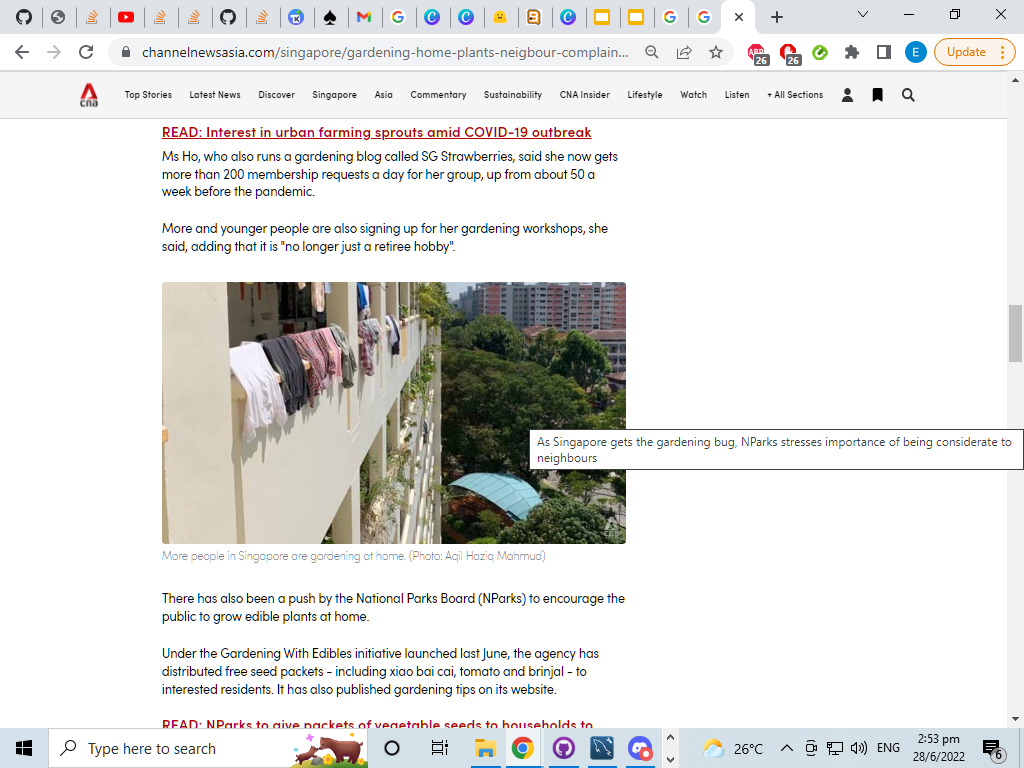 channelnewsasia.com/singapore/gardening-home-plants-neigbour-complain...
ABP
26
26
E
Update
cna
Top Stories
Latest News
Discover
Singapore
Asia
Commentary
Sustainability
CNA Insider
Lifestyle
Watch
Listen
+ All Sections
READ: Interest in urban farming sprouts amid COVID-19 outbreak
Ms Ho, who also runs a gardening blog called SG Strawberries, said she now gets
more than 200 membership requests a day for her group, up from about 50 a
week before the pandemic.
More and younger people are also signing up for her gardening workshops, she
said, adding that it is "no longer just a retiree hobby".
As Singapore gets the gardening bug, NParks stresses importance of being considerate to
neighbours
cna
More people in Singapore are gardening at home. (Photo: Aqil Haziq Mahmud)
There has also been a push by the National Parks Board (NParks) to encourage the
public to grow edible plants at home.
Under the Gardening With Edibles initiative launched last June, the agency has
distributed free seed packets - including xiao bai cai, tomato and brinjal - to
interested residents. It has also published gardening tips on its website.
READ: NParks to give packets of vegetable seeds to households to
Type here to search
26°C
ENG
2:53 pm
28/6/2022
6